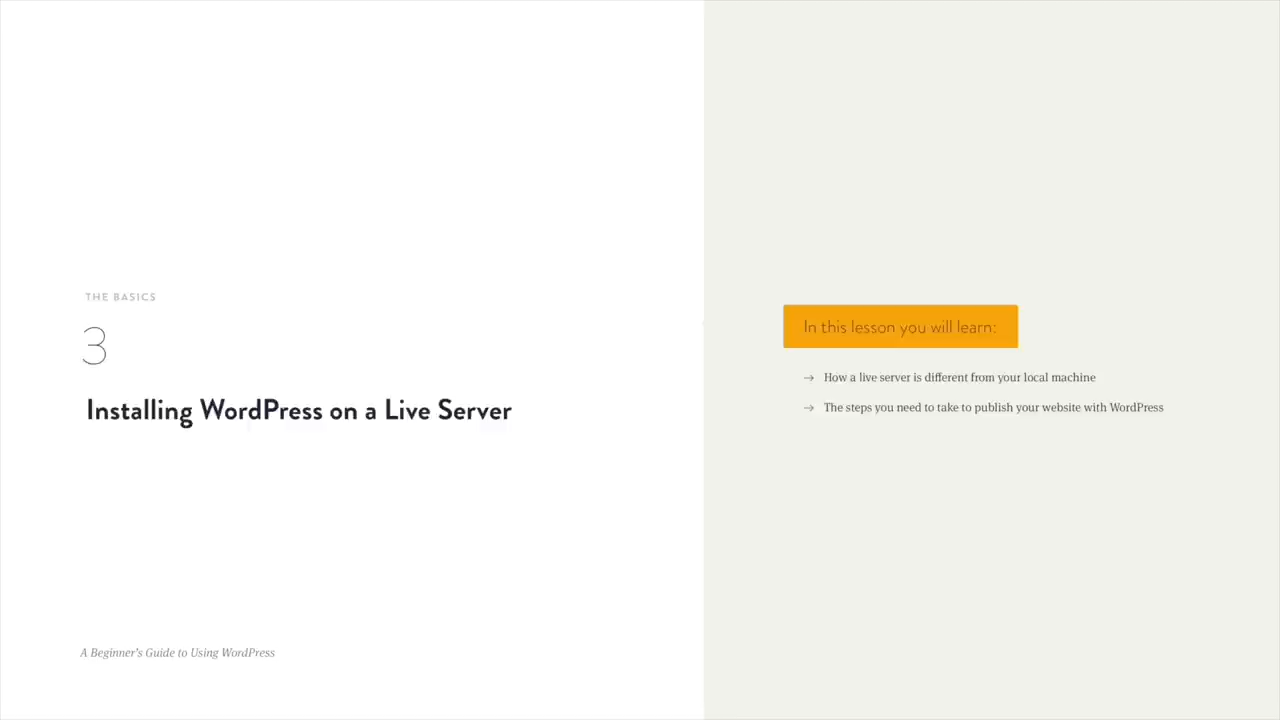 THE BASICS
3
Installing WordPress on a Live Server
A Beginner's Guide to Using WordPress
In this lesson you will learn:
→ How a live server is different from your local machine
→ The steps you need to take to publish your website with WordPress